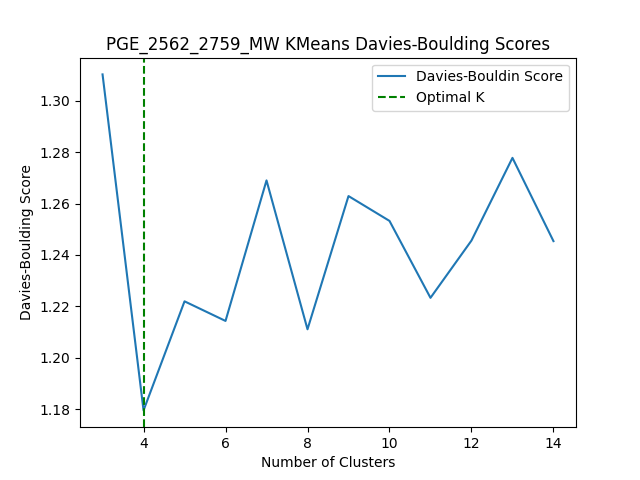 PGE_2562_2759_MW KMeans Davies-Boulding Scores
Davies-Bouldin Score
Optimal K
1.30
1.28
1.26
1.24
1.22
1.20
1.18
Davies-Boulding Score
4
6
8
10
12
14
Number of Clusters